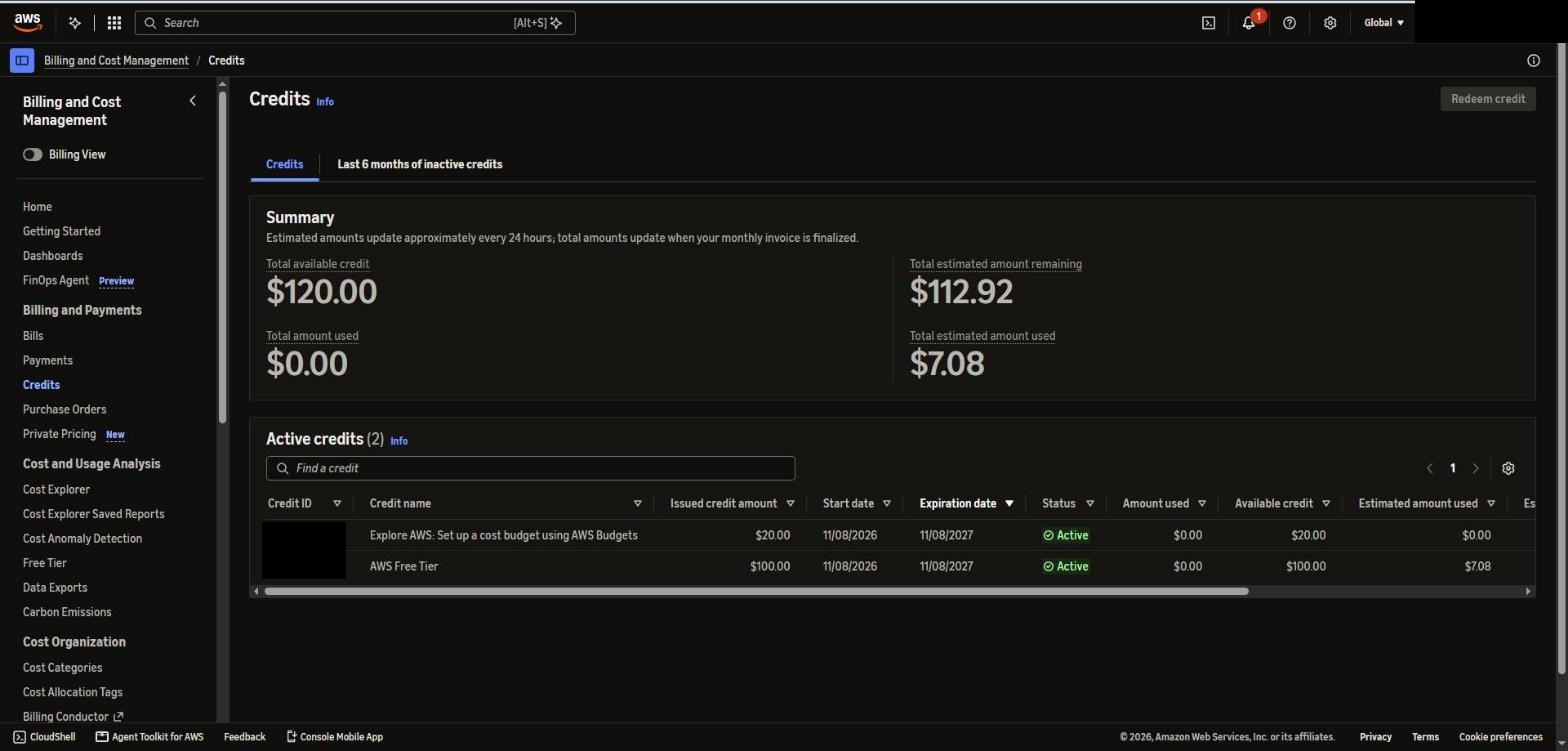 aws
Search [Alt+S]
1
Global
Billing and Cost Management / Credits
Billing and Cost Management
Billing View
Home
Getting Started
Dashboards
FinOps Agent Preview
Billing and Payments
Bills
Payments
Credits
Purchase Orders
Private Pricing New
Cost and Usage Analysis
Cost Explorer
Cost Explorer Saved Reports
Cost Anomaly Detection
Free Tier
Data Exports
Carbon Emissions
Cost Organization
Cost Categories
Cost Allocation Tags
Billing Conductor
Credits Info
Redeem credit
Credits Last 6 months of inactive credits
Summary
Estimated amounts update approximately every 24 hours; total amounts update when your monthly invoice is finalized.
Total available credit
$120.00
Total amount used
$0.00
Total estimated amount remaining
$112.92
Total estimated amount used
$7.08
Active credits (2) Info
Find a credit
1
Credit ID Credit name Issued credit amount Start date Expiration date Status Amount used Available credit Estimated amount used Es
Explore AWS: Set up a cost budget using AWS Budgets $20.00 11/08/2026 11/08/2027 Active $0.00 $20.00 $0.00
AWS Free Tier $100.00 11/08/2026 11/08/2027 Active $0.00 $100.00 $7.08
CloudShell Agent Toolkit for AWS Feedback Console Mobile App © 2026, Amazon Web Services, Inc. or its affiliates. Privacy Terms Cookie preferences